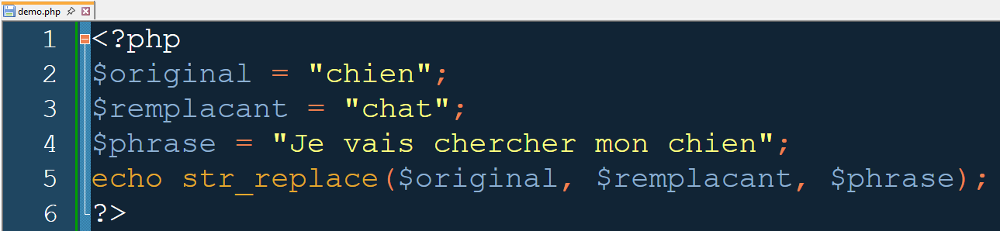 demo.php
1 <?php
2 $original = "chien";
3 $remplacant = "chat";
4 $phrase = "Je vais chercher mon chien";
5 echo str_replace($original, $remplacant, $phrase);
6 ?>